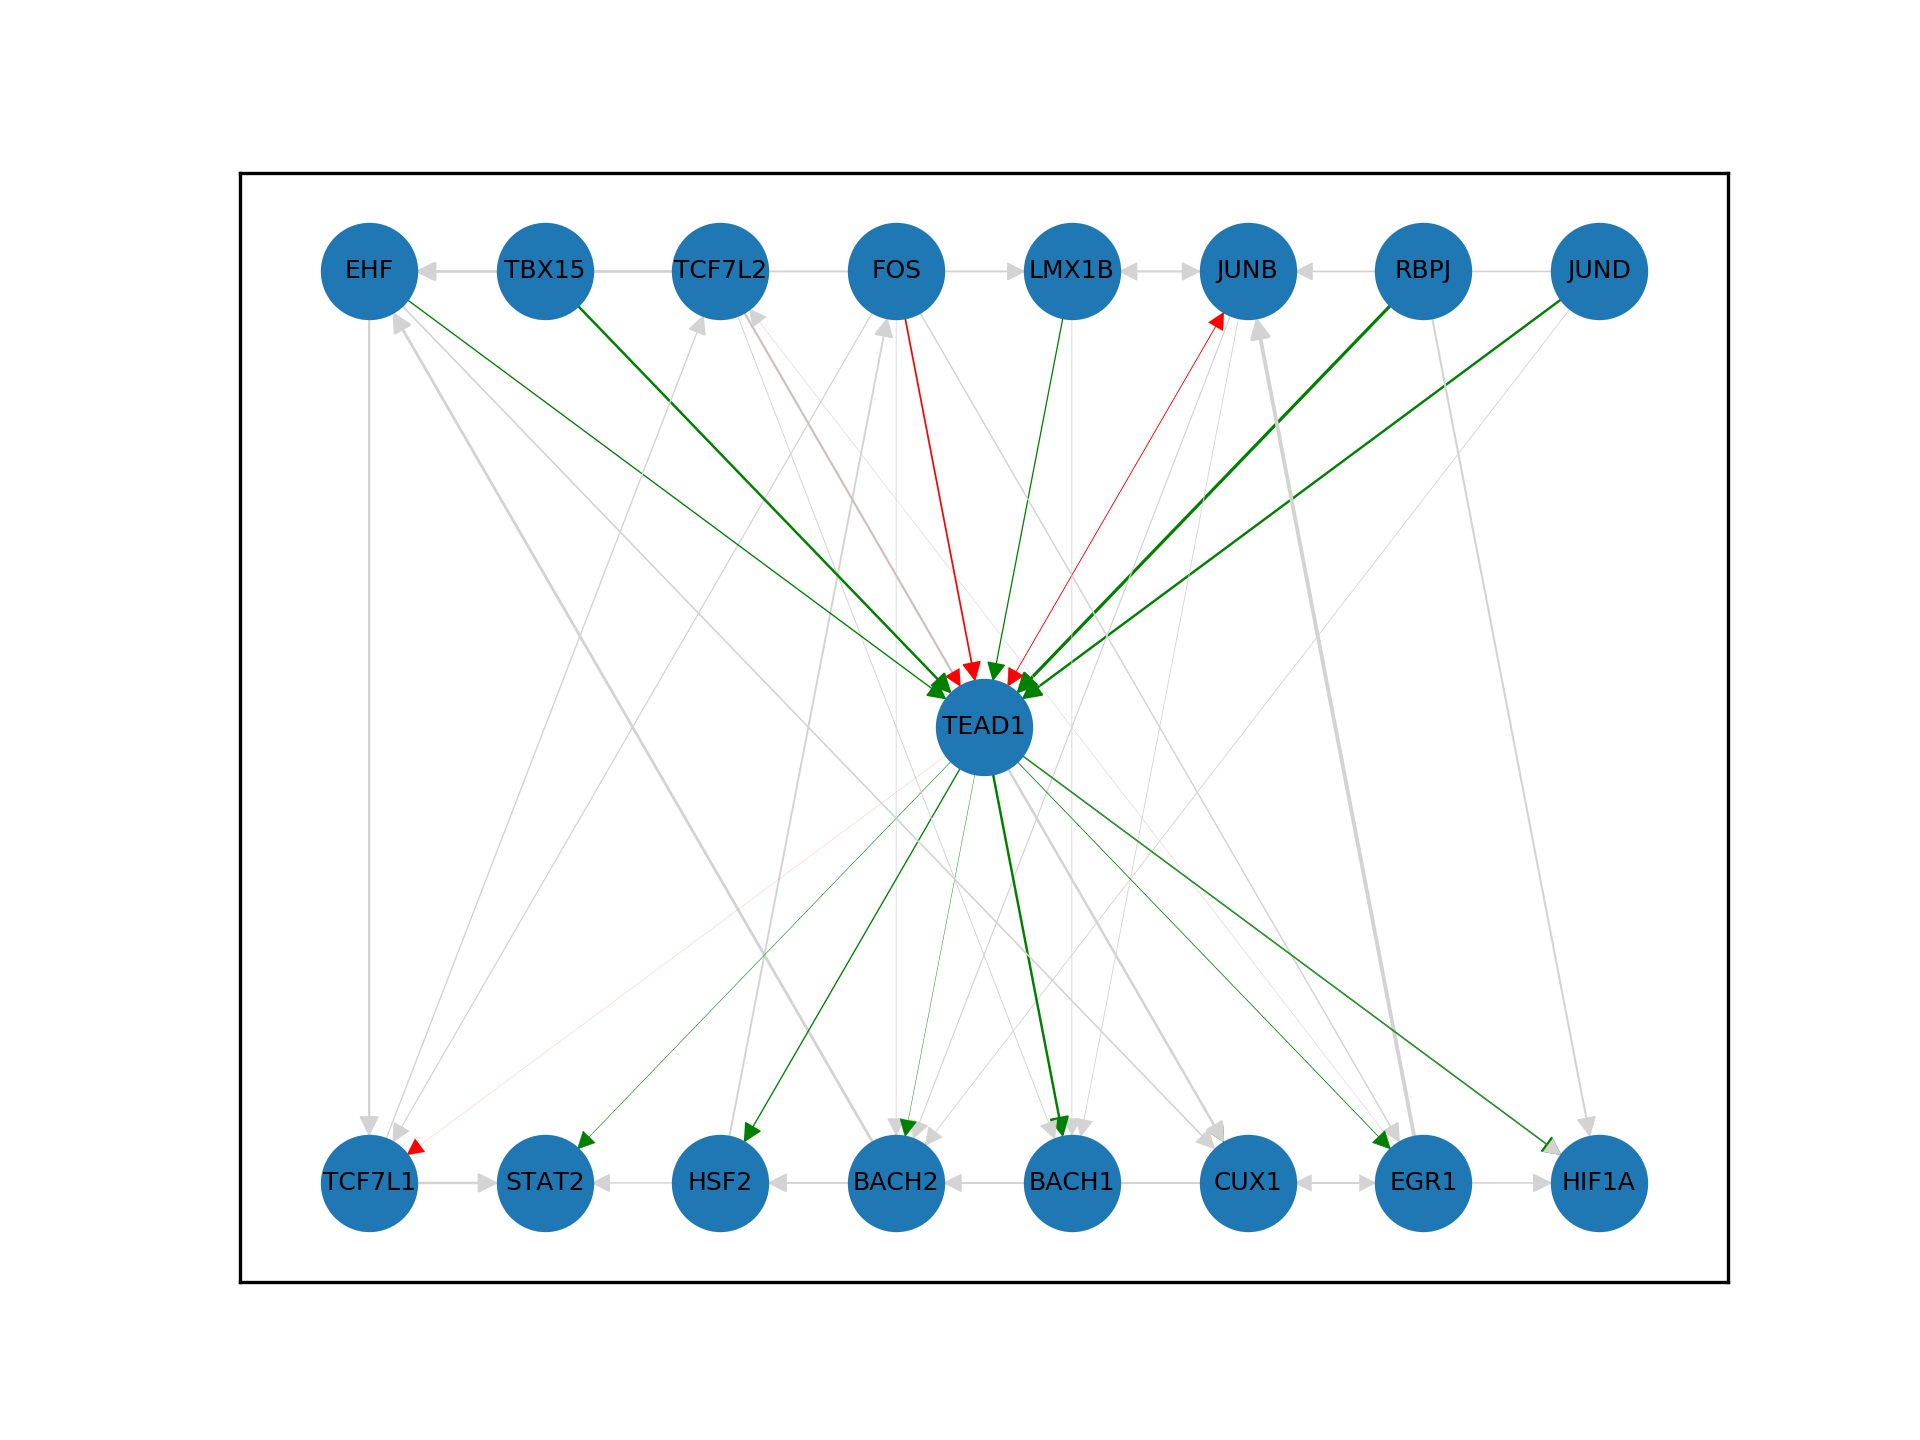 EHF TBX15 TCF7L2 FOS LMX1B JUNB RBPJ JUND
TEAD1
TCF7L1 STAT2 HSF2 BACH2 BACH1 CUX1 EGR1 HIF1A